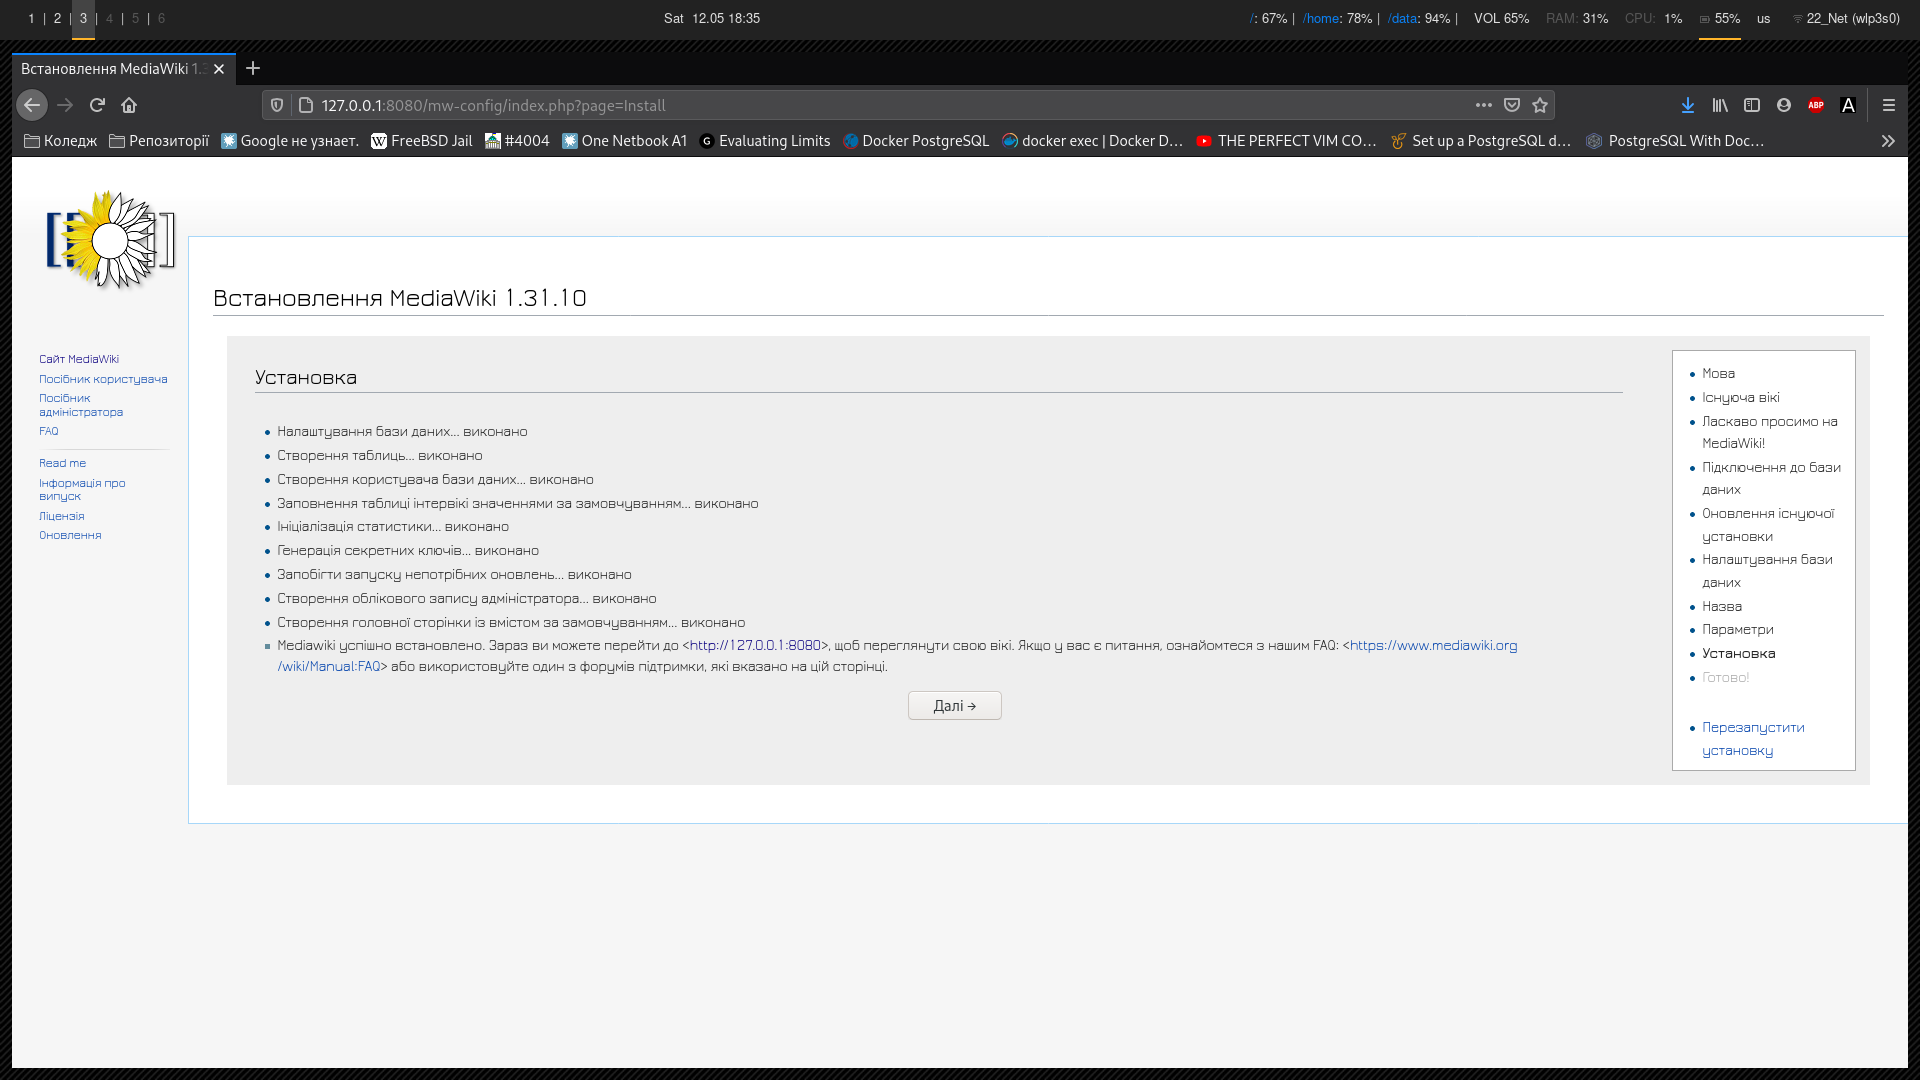 1 | 2 | 3 | 4 | 5 | 6
Sat 12.05 18:35
/: 67% | /home: 78% | /data: 94% | VOL 65% RAM: 31% CPU: 1% 55% us 22_Net (wlp3s0)
Встановлення MediaWiki 1.3
127.0.0.1:8080/mw-config/index.php?page=Install
ABP A
Коледж Репозиторії Google не узнает. FreeBSD Jail #4004 One Netbook A1 Evaluating Limits Docker PostgreSQL docker exec | Docker D… THE PERFECT VIM CO… Set up a PostgreSQL d… PostgreSQL With Doc…
Встановлення MediaWiki 1.31.10
Сайт MediaWiki
Посібник користувача
Посібник
адміністратора
FAQ
Read me
Інформація про
випуск
Ліцензія
Оновлення
Установка
Налаштування бази даних… виконано
Створення таблиць… виконано
Створення користувача бази даних… виконано
Заповнення таблиці інтервікі значеннями за замовчуванням… виконано
Ініціалізація статистики… виконано
Генерація секретних ключів… виконано
Запобігти запуску непотрібних оновлень… виконано
Створення облікового запису адміністратора… виконано
Створення головної сторінки із вмістом за замовчуванням… виконано
Mediawiki успішно встановлено. Зараз ви можете перейти до <http://127.0.0.1:8080>, щоб переглянути свою вікі. Якщо у вас є питання, ознайомтеся з нашим FAQ: <https://www.mediawiki.org
/wiki/Manual:FAQ> або використовуйте один з форумів підтримки, які вказано на цій сторінці.
Далі →
Мова
Існуюча вікі
Ласкаво просимо на
MediaWiki!
Підключення до бази
даних
Оновлення існуючої
установки
Налаштування бази
даних
Назва
Параметри
Установка
Готово!
Перезапустити
установку